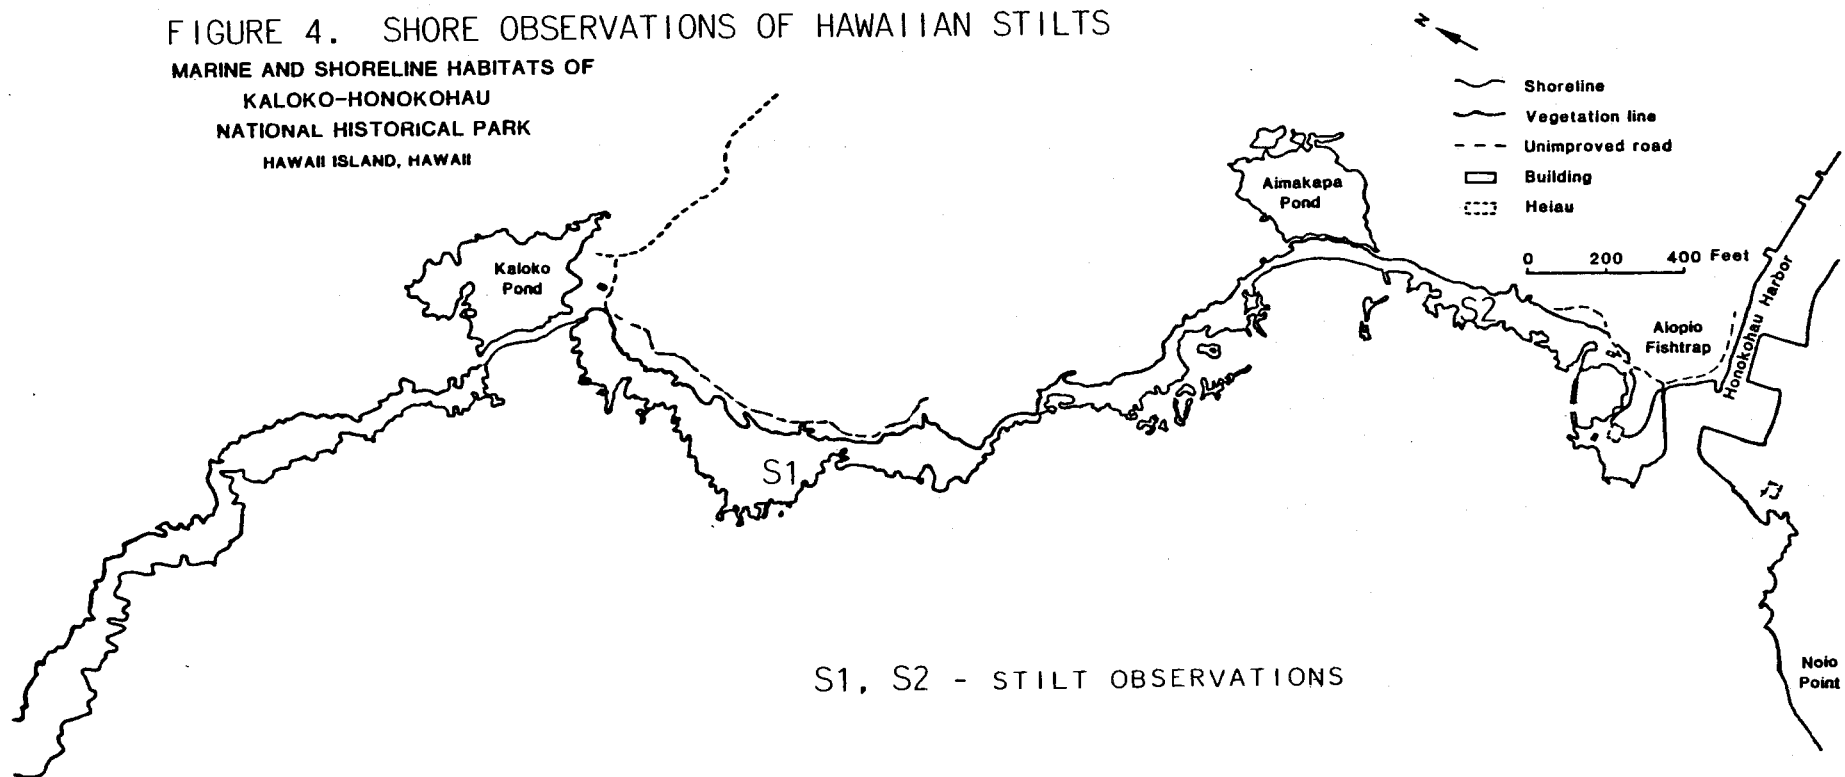 FIGURE 4. SHORE OBSERVATIONS OF HAWAIIAN STILTS
MARINE AND SHORELINE HABITATS OF
KALOKO-HONOKOHAU
NATIONAL HISTORICAL PARK
HAWAII ISLAND, HAWAII
N
Shoreline
Vegetation line
Unimproved road
Building
Heiau
0 200 400 Feet
Aimakapa
Pond
Kaloko
Pond
S2
Aiopio
Fishtrap
Honokohau Harbor
S1
Noio
Point
S1, S2 - STILT OBSERVATIONS